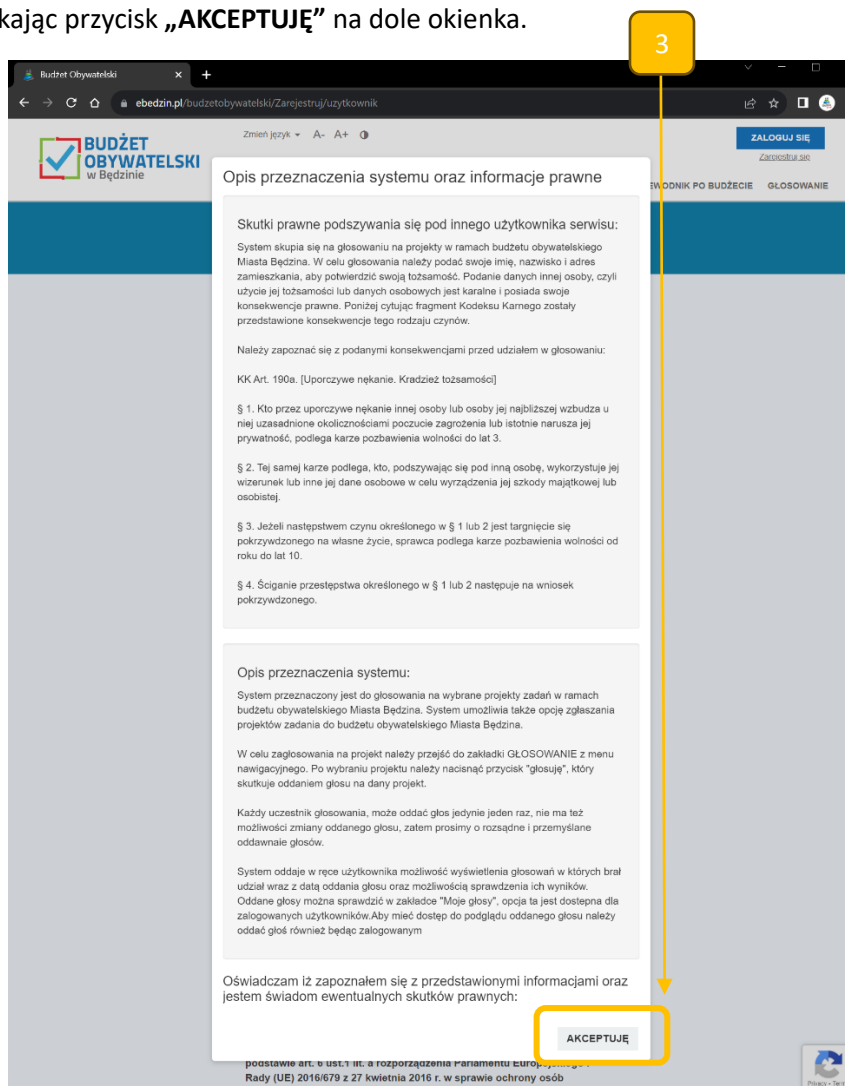 kając przycisk „AKCEPTUJĘ” na dole okienka.
3
Budżet Obywatelski
ebedzin.pl/budzetobywatelski/Zarejestruj/uzytkownik
BUDŻET
OBYWATELSKI
w Będzinie
Zmień język A- A+
ZALOGUJ SIĘ
Zarejestruj się
EWODNIK PO BUDŻECIE GŁOSOWANIE
Opis przeznaczenia systemu oraz informacje prawne
Skutki prawne podszywania się pod innego użytkownika serwisu:
System skupia się na głosowaniu na projekty w ramach budżetu obywatelskiego
Miasta Będzina. W celu głosowania należy podać swoje imię, nazwisko i adres
zamieszkania, aby potwierdzić swoją tożsamość. Podanie danych innej osoby, czyli
użycie jej tożsamości lub danych osobowych jest karalne i posiada swoje
konsekwencje prawne. Poniżej cytując fragment Kodeksu Karnego zostały
przedstawione konsekwencje tego rodzaju czynów.
Należy zapoznać się z podanymi konsekwencjami przed udziałem w głosowaniu:
KK Art. 190a. [Uporczywe nękanie. Kradzież tożsamości]
§ 1. Kto przez uporczywe nękanie innej osoby lub osoby jej najbliższej wzbudza u
niej uzasadnione okolicznościami poczucie zagrożenia lub istotnie narusza jej
prywatność, podlega karze pozbawienia wolności do lat 3.
§ 2. Tej samej karze podlega, kto, podszywając się pod inną osobę, wykorzystuje jej
wizerunek lub inne jej dane osobowe w celu wyrządzenia jej szkody majątkowej lub
osobistej.
§ 3. Jeżeli następstwem czynu określonego w § 1 lub 2 jest targnięcie się
pokrzywdzonego na własne życie, sprawca podlega karze pozbawienia wolności od
roku do lat 10.
§ 4. Ściganie przestępstwa określonego w § 1 lub 2 następuje na wniosek
pokrzywdzonego.
Opis przeznaczenia systemu:
System przeznaczony jest do głosowania na wybrane projekty zadań w ramach
budżetu obywatelskiego Miasta Będzina. System umożliwia także opcję zgłaszania
projektów zadania do budżetu obywatelskiego Miasta Będzina.
W celu zagłosowania na projekt należy przejść do zakładki GŁOSOWANIE z menu
nawigacyjnego. Po wybraniu projektu należy nacisnąć przycisk "głosuję", który
skutkuje oddaniem głosu na dany projekt.
Każdy uczestnik głosowania, może oddać głos jedynie jeden raz, nie ma też
możliwości zmiany oddanego głosu, zatem prosimy o rozsądne i przemyślane
oddawnaie głosów.
System oddaje w ręce użytkownika możliwość wyświetlenia głosowań w których brał
udział wraz z datą oddania głosu oraz możliwością sprawdzenia ich wyników.
Oddane głosy można sprawdzić w zakładce "Moje głosy", opcja ta jest dostepna dla
zalogowanych użytkowników.Aby mieć dostęp do podglądu oddanego głosu należy
oddać głoś również będąc zalogowanym
Oświadczam iż zapoznałem się z przedstawionymi informacjami oraz
jestem świadom ewentualnych skutków prawnych:
AKCEPTUJĘ
podstawie art. 6 ust.1 lit. a rozporządzenia Parlamentu Europejskiego i
Rady (UE) 2016/679 z 27 kwietnia 2016 r. w sprawie ochrony osób